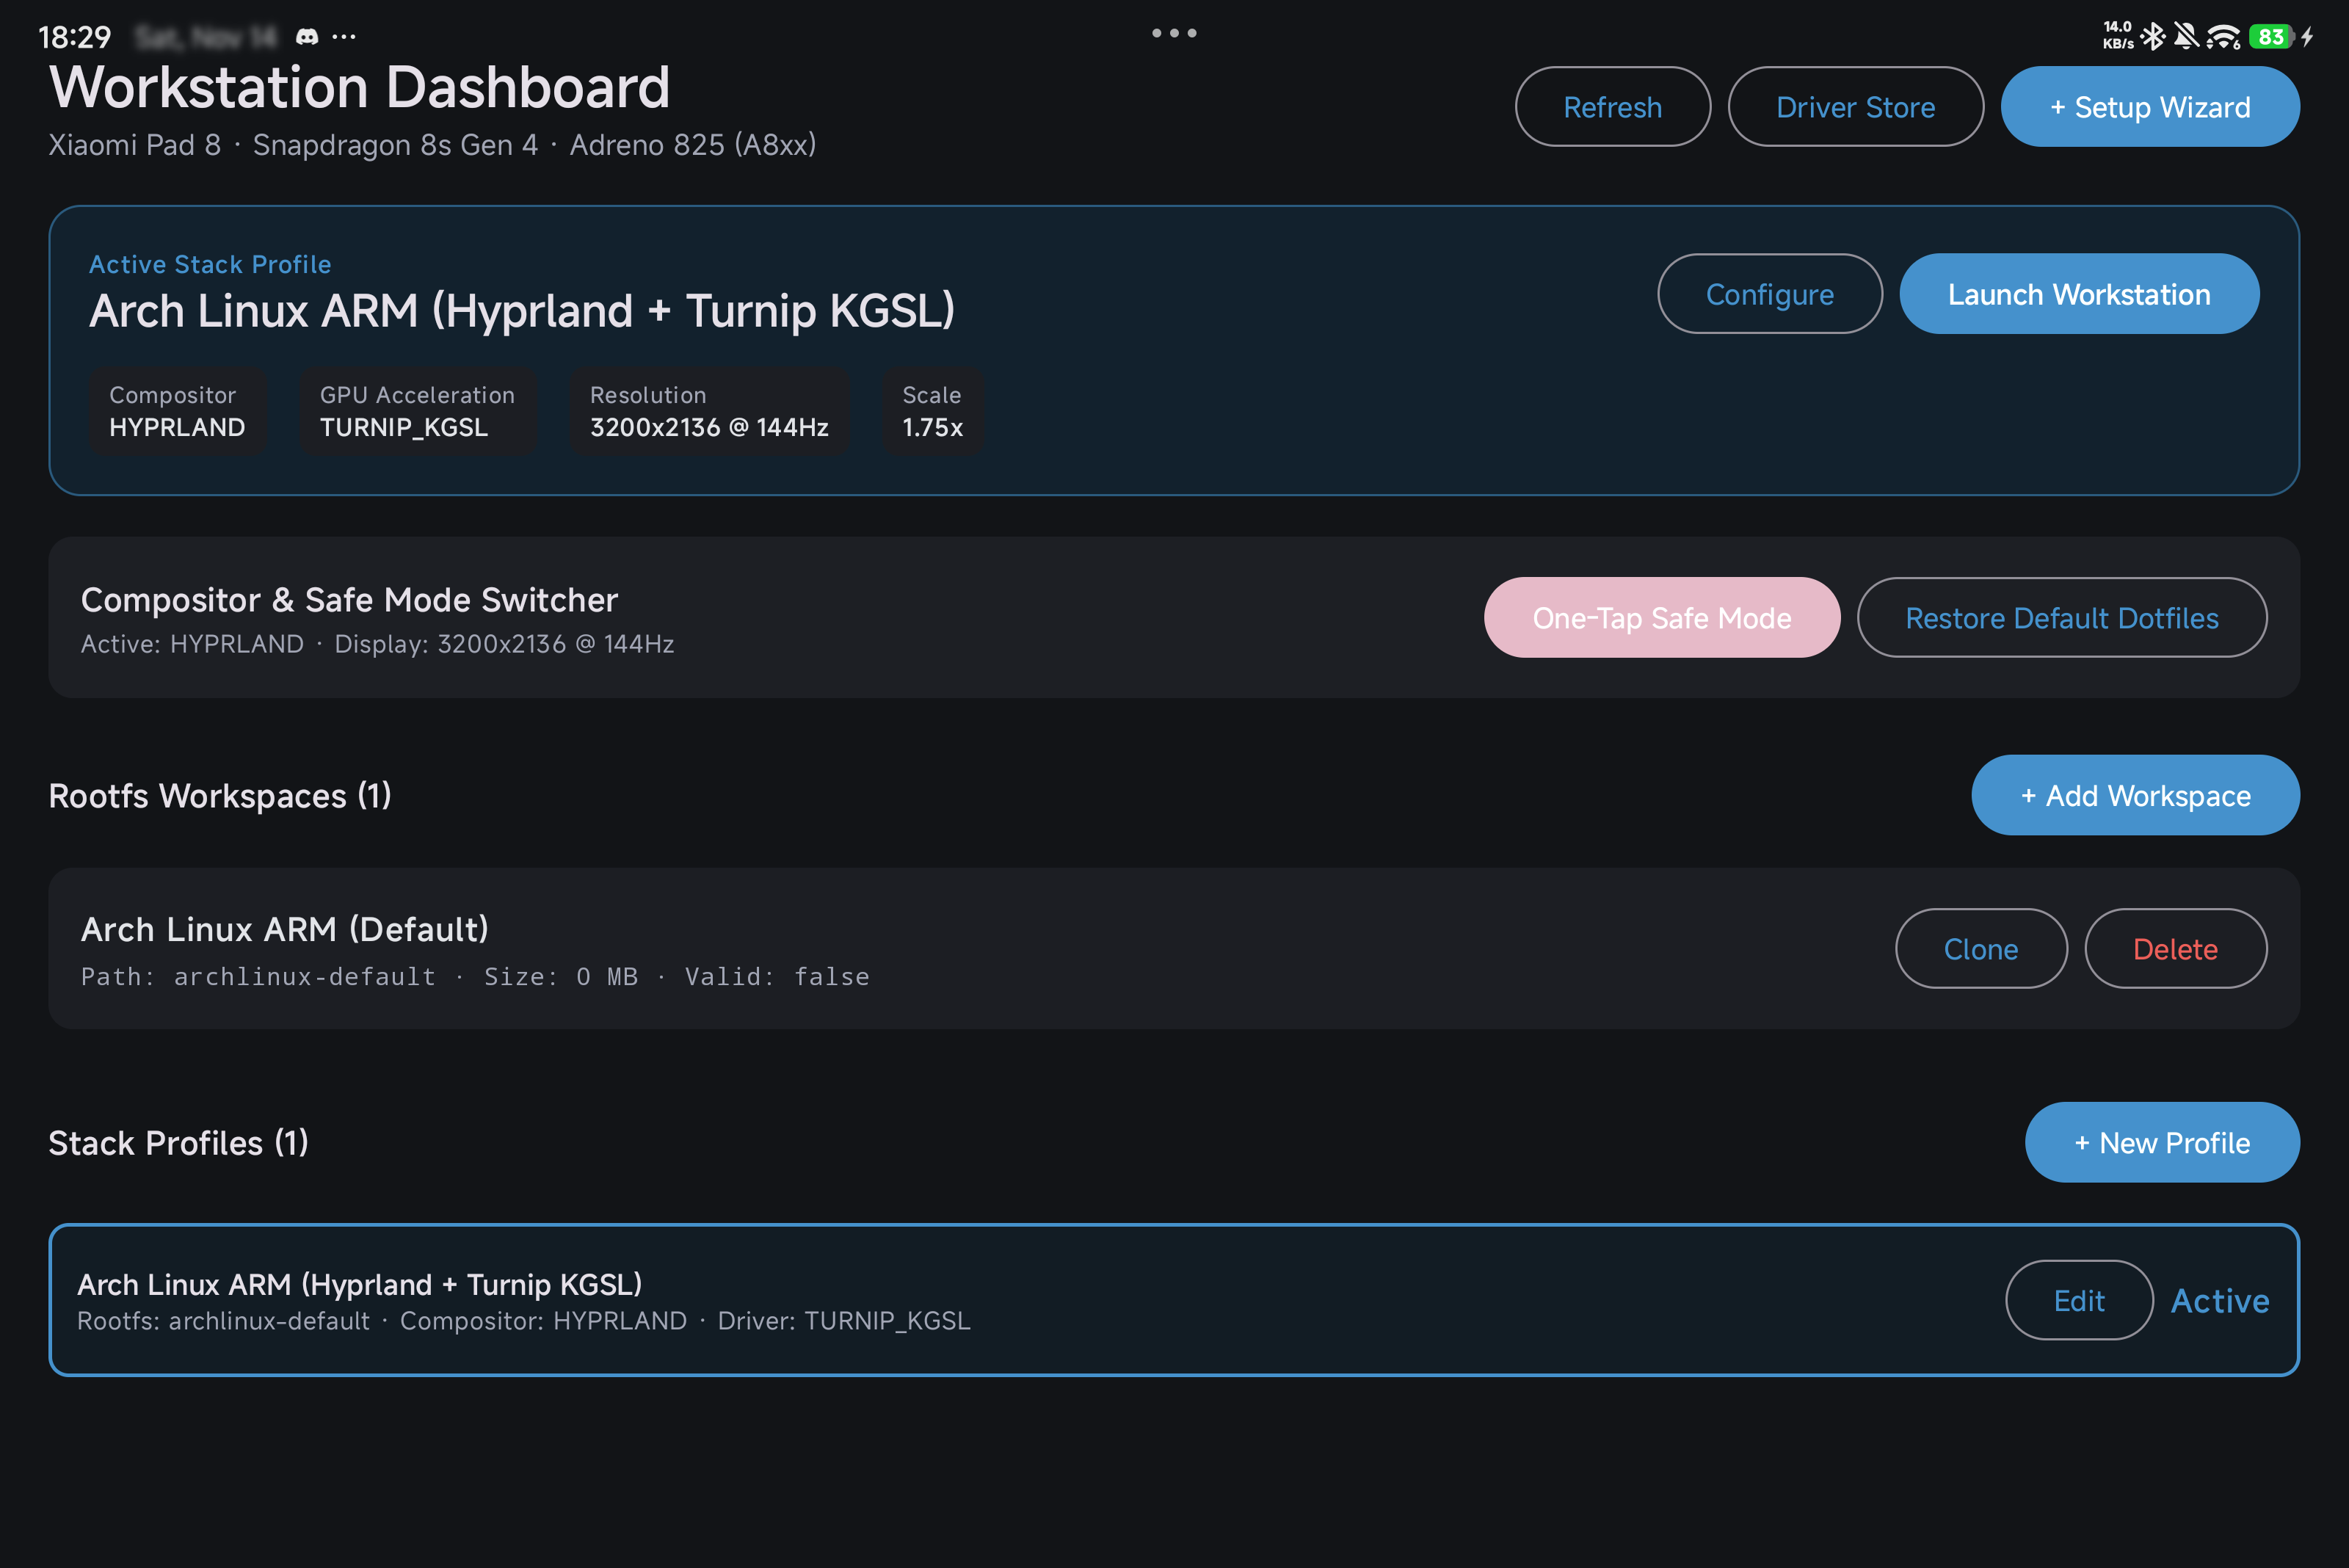 18:29
14.0
KB/s
6
83
Workstation Dashboard
Xiaomi Pad 8 · Snapdragon 8s Gen 4 · Adreno 825 (A8xx)
Refresh
Driver Store
+ Setup Wizard
Active Stack Profile
Arch Linux ARM (Hyprland + Turnip KGSL)
Configure
Launch Workstation
Compositor
HYPRLAND
GPU Acceleration
TURNIP_KGSL
Resolution
3200x2136 @ 144Hz
Scale
1.75x
Compositor & Safe Mode Switcher
Active: HYPRLAND · Display: 3200x2136 @ 144Hz
One-Tap Safe Mode
Restore Default Dotfiles
Rootfs Workspaces (1)
+ Add Workspace
Arch Linux ARM (Default)
Path: archlinux-default · Size: 0 MB · Valid: false
Clone
Delete
Stack Profiles (1)
+ New Profile
Arch Linux ARM (Hyprland + Turnip KGSL)
Rootfs: archlinux-default · Compositor: HYPRLAND · Driver: TURNIP_KGSL
Edit
Active